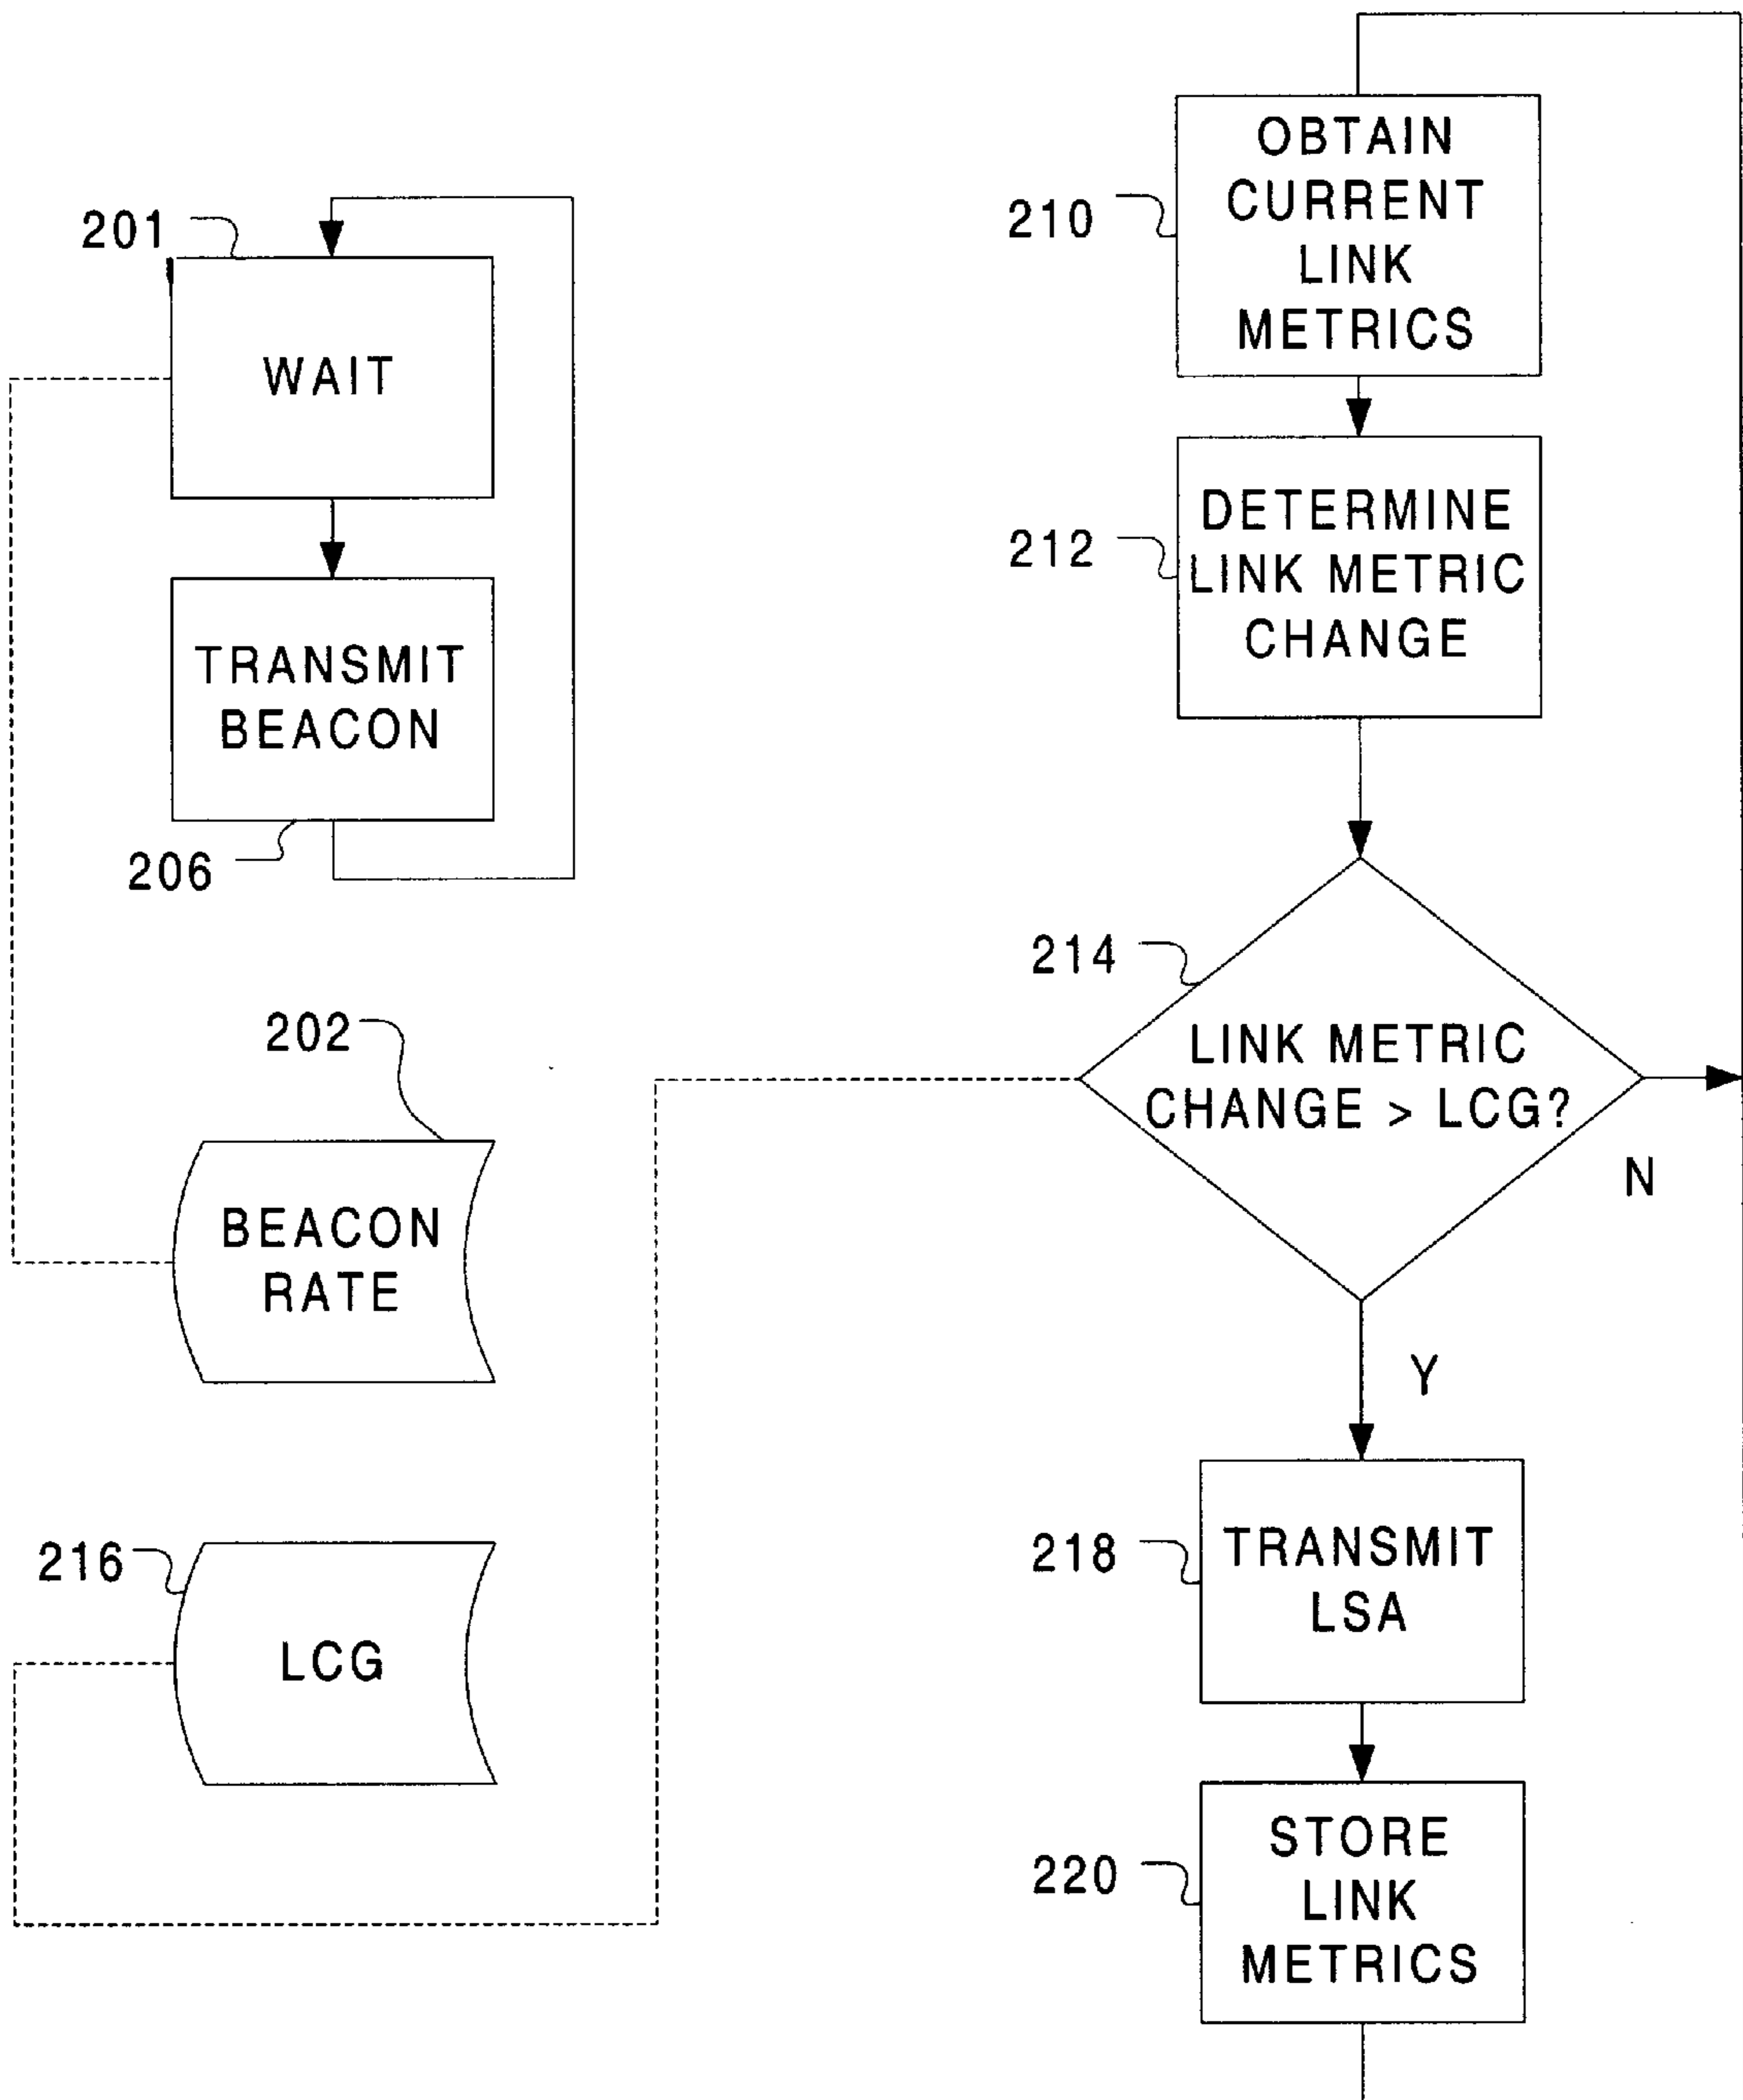 201
WAIT
TRANSMIT
BEACON
206
202
BEACON
RATE
216
LCG
210
OBTAIN
CURRENT
LINK
METRICS
212
DETERMINE
LINK METRIC
CHANGE
214
LINK METRIC
CHANGE > LCG?
N
Y
218
TRANSMIT
LSA
220
STORE
LINK
METRICS